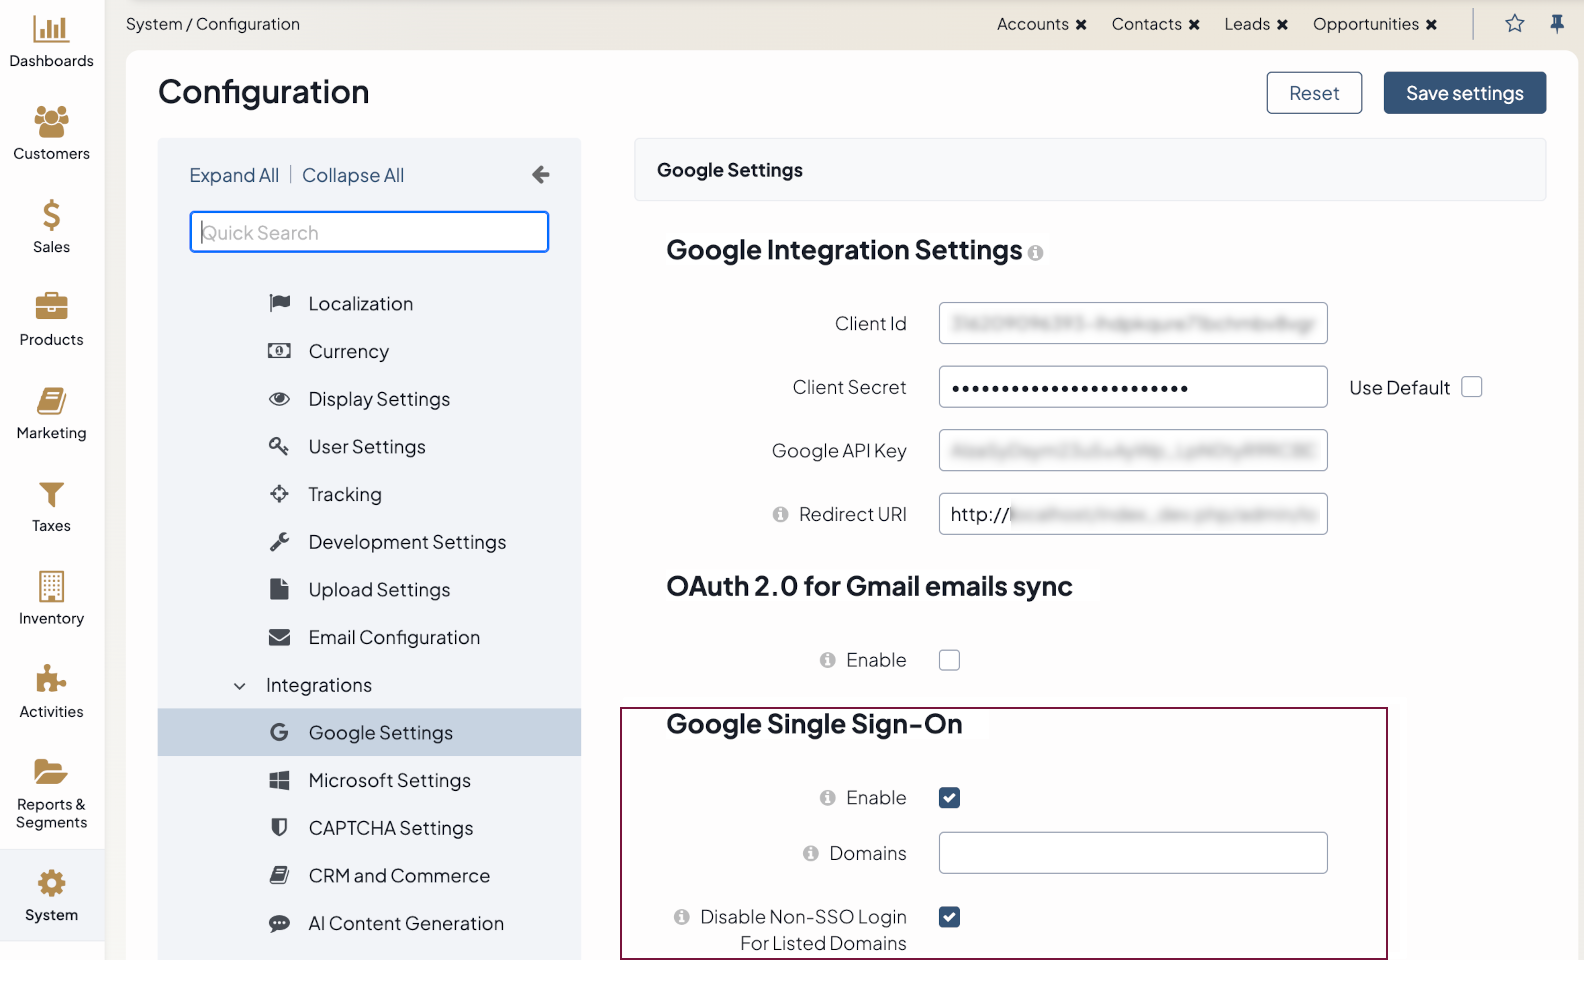 System / Configuration
Accounts ✖ Contacts ✖ Leads ✖ Opportunities ✖
Dashboards
Customers
Sales
Products
Marketing
Taxes
Inventory
Activities
Reports &
Segments
System
Configuration
Reset
Save settings
Expand All | Collapse All
Quick Search
Localization
Currency
Display Settings
User Settings
Tracking
Development Settings
Upload Settings
Email Configuration
Integrations
Google Settings
Microsoft Settings
CAPTCHA Settings
CRM and Commerce
AI Content Generation
Google Settings
Google Integration Settings
Client Id
Client Secret ••••••••••••••••••••••••
Use Default
Google API Key
Redirect URI http://
OAuth 2.0 for Gmail emails sync
Enable
Google Single Sign-On
Enable
Domains
Disable Non-SSO Login
For Listed Domains